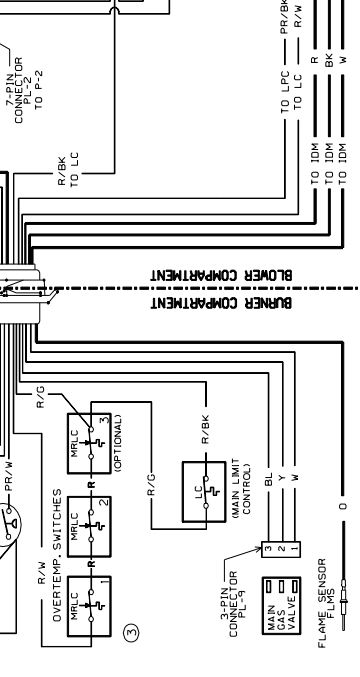 7-PIN
CONNECTOR
PL-2
TO P-2
R/BK
TO LC
PR/BK
TO LPC
R/W
TO LC
R
TO IDM
BK
TO IDM
W
TO IDM
BLOWER COMPARTMENT
BURNER COMPARTMENT
PR/W
R/W
R/G
OVERTEMP. SWITCHES
MRLC
3
(OPTIONAL)
R
MRLC
2
R
MRLC
1
3
R/G
R/BK
LC
(MAIN LIMIT
CONTROL)
BL
Y
W
O
3-PIN
CONNECTOR
PL-9
3
2
1
MAIN
GAS
VALVE
FLAME SENSOR
FLMS